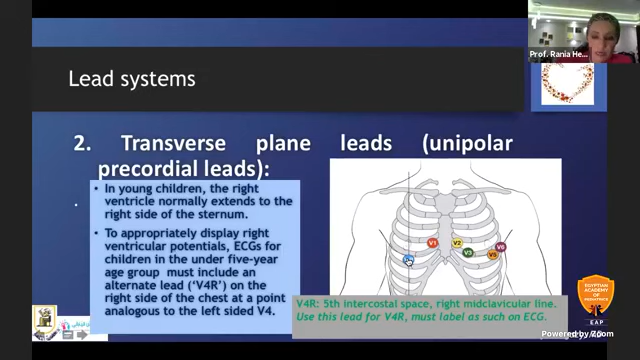 Prof. Rania He...
Lead systems
2. Transverse plane leads (unipolar
precordial leads):
.
• In young children, the right
ventricle normally extends to the
right side of the sternum.
• To appropriately display right
ventricular potentials, ECGs for
children in the under five-year
age group must include an
alternate lead ('V4R') on the
right side of the chest at a point
analogous to the left sided V4.
V1
V2
V3
V6
V4R: 5th intercostal space, right midclavicular line.
Use this lead for V4R, must label as such on ECG.
EGYPTIAN
ACADEMY
OF
PEDIATRICS
EAP
Powered by Zoom